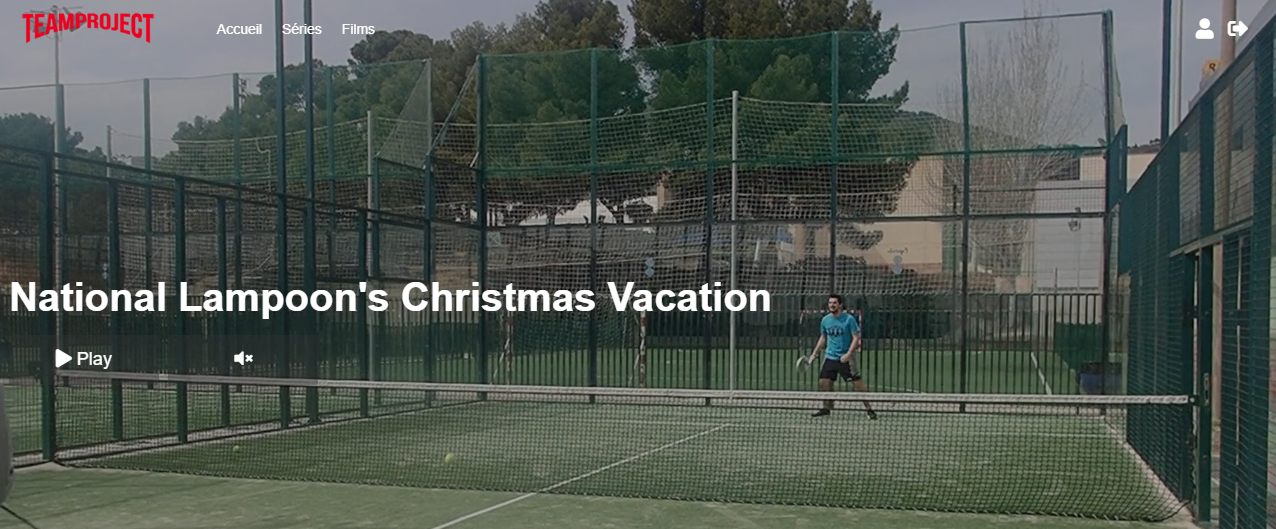 TEAMPROJECT
Accueil Séries Films
National Lampoon's Christmas Vacation
Play